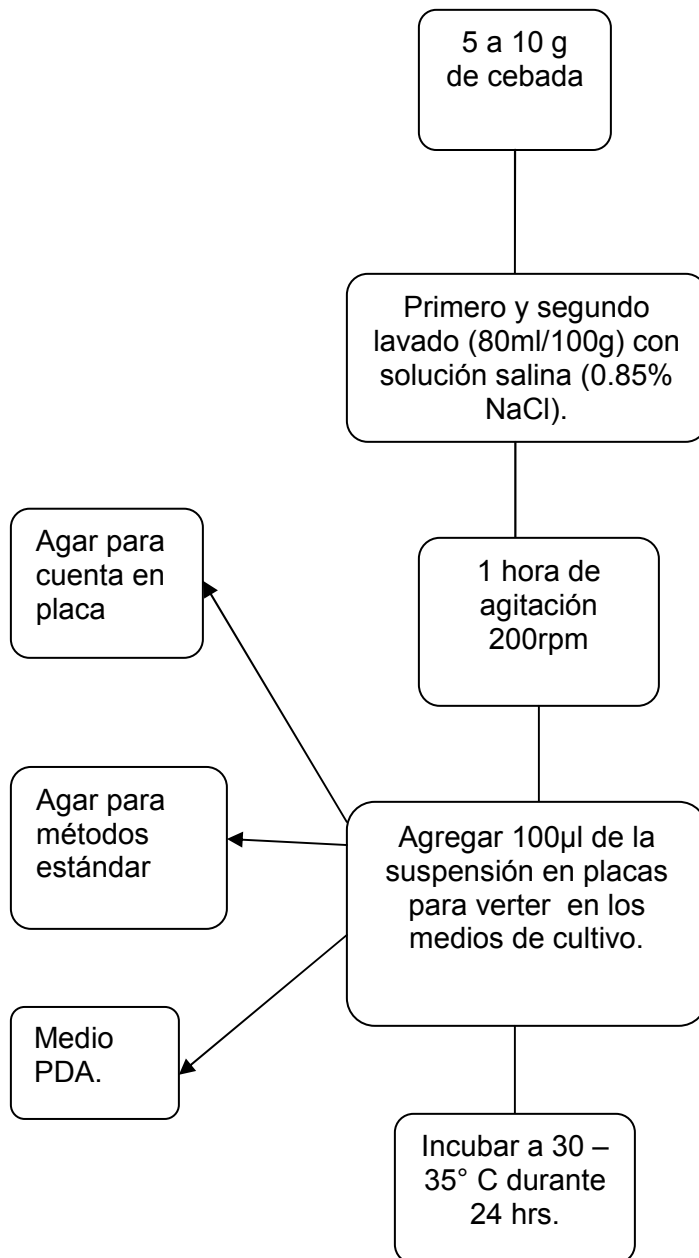 5 a 10 g
de cebada
Primero y segundo
lavado (80ml/100g) con
solución salina (0.85%
NaCl).
1 hora de
agitación
200rpm
Agar para
cuenta en
placa
Agar para
métodos
estándar
Medio
PDA.
Agregar 100µl de la
suspensión en placas
para verter en los
medios de cultivo.
Incubar a 30 –
35° C durante
24 hrs.